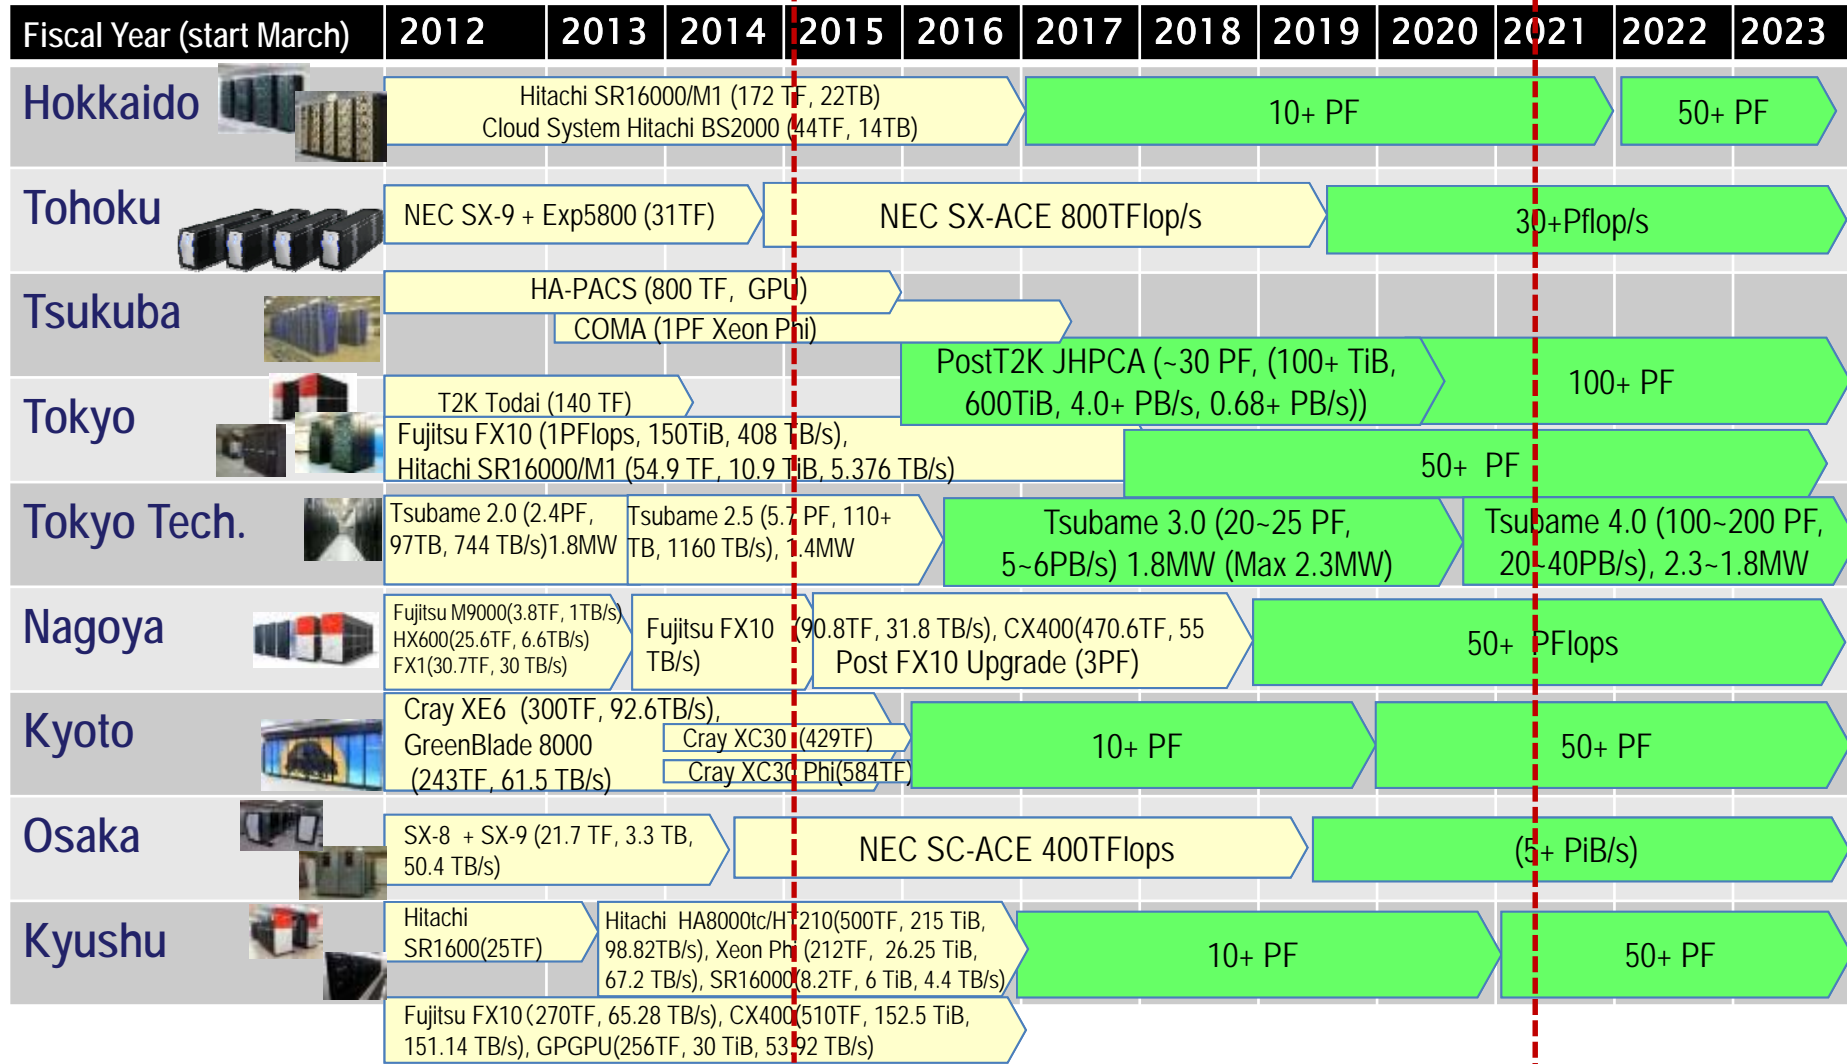 Fiscal Year (start March) 2012 2013 2014 2015 2016 2017 2018 2019 2020 2021 2022 2023
Hokkaido
Hitachi SR16000/M1 (172 TF, 22TB)
Cloud System Hitachi BS2000 (44TF, 14TB)
10+ PF
50+ PF
Tohoku
NEC SX-9 + Exp5800 (31TF)
NEC SX-ACE 800TFlop/s
30+Pflop/s
Tsukuba
HA-PACS (800 TF, GPU)
COMA (1PF Xeon Phi)
PostT2K JHPCA (~30 PF, (100+ TiB,
600TiB, 4.0+ PB/s, 0.68+ PB/s))
100+ PF
Tokyo
T2K Todai (140 TF)
Fujitsu FX10 (1PFlops, 150TiB, 408 TB/s),
Hitachi SR16000/M1 (54.9 TF, 10.9 TiB, 5.376 TB/s)
50+ PF
Tokyo Tech.
Tsubame 2.0 (2.4PF,
97TB, 744 TB/s)1.8MW
Tsubame 2.5 (5.7 PF, 110+
TB, 1160 TB/s), 1.4MW
Tsubame 3.0 (20~25 PF,
5~6PB/s) 1.8MW (Max 2.3MW)
Tsubame 4.0 (100~200 PF,
20~40PB/s), 2.3~1.8MW
Nagoya
Fujitsu M9000(3.8TF, 1TB/s)
HX600(25.6TF, 6.6TB/s)
FX1(30.7TF, 30 TB/s)
Fujitsu FX10 (90.8TF, 31.8 TB/s), CX400(470.6TF, 55
TB/s)
Post FX10 Upgrade (3PF)
50+ PFlops
Kyoto
Cray XE6 (300TF, 92.6TB/s),
GreenBlade 8000
(243TF, 61.5 TB/s)
Cray XC30 (429TF)
Cray XC30 Phi(584TF)
10+ PF
50+ PF
Osaka
SX-8 + SX-9 (21.7 TF, 3.3 TB,
50.4 TB/s)
NEC SC-ACE 400TFlops
(5+ PiB/s)
Kyushu
Hitachi
SR1600(25TF)
Hitachi HA8000tc/HT210(500TF, 215 TiB,
98.82TB/s), Xeon Phi (212TF, 26.25 TiB,
67.2 TB/s), SR16000(8.2TF, 6 TiB, 4.4 TB/s)
10+ PF
50+ PF
Fujitsu FX10(270TF, 65.28 TB/s), CX400(510TF, 152.5 TiB,
151.14 TB/s), GPGPU(256TF, 30 TiB, 53.92 TB/s)